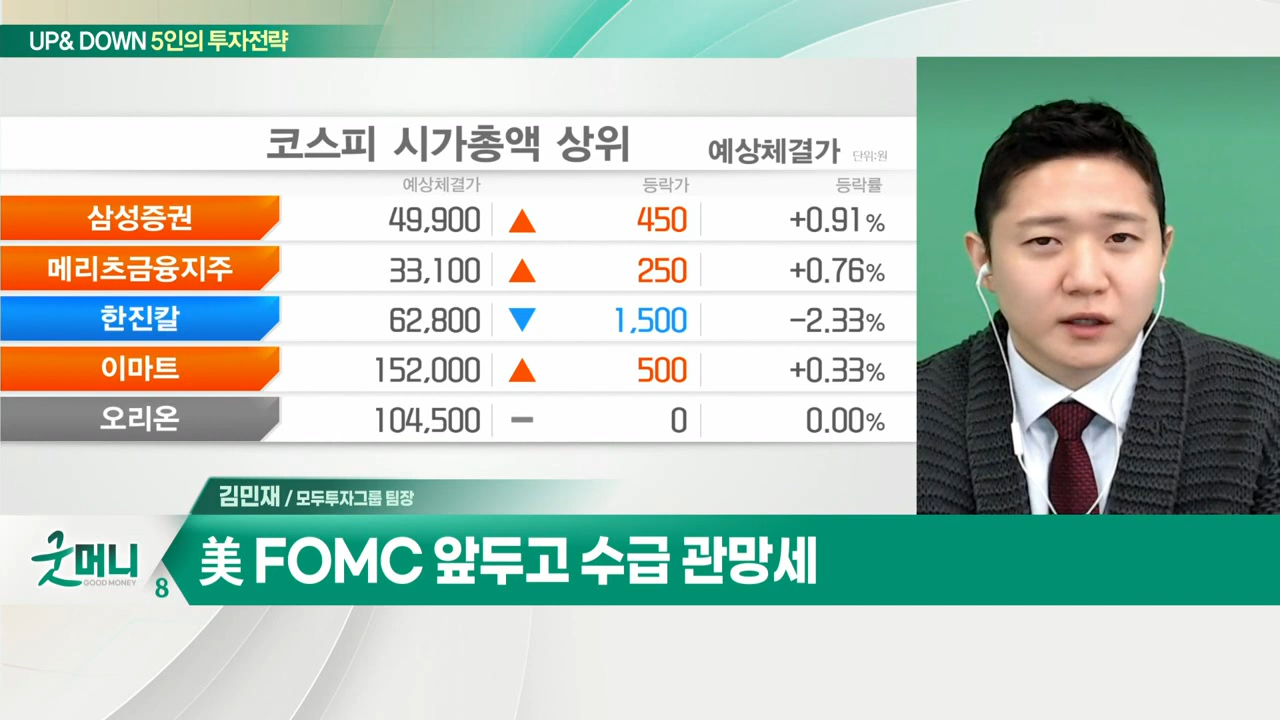 UP& DOWN 5인의 투자전략
코스피 시가총액 상위 예상체결가 단위:원
예상체결가 등락가 등락률
삼성증권 49,900 ▲ 450 +0.91%
메리츠금융지주 33,100 ▲ 250 +0.76%
한진칼 62,800 ▼ 1,500 -2.33%
이마트 152,000 ▲ 500 +0.33%
오리온 104,500 - 0 0.00%
김민재 / 모두투자그룹 팀장
굿머니
GOOD MONEY
8
美 FOMC 앞두고 수급 관망세